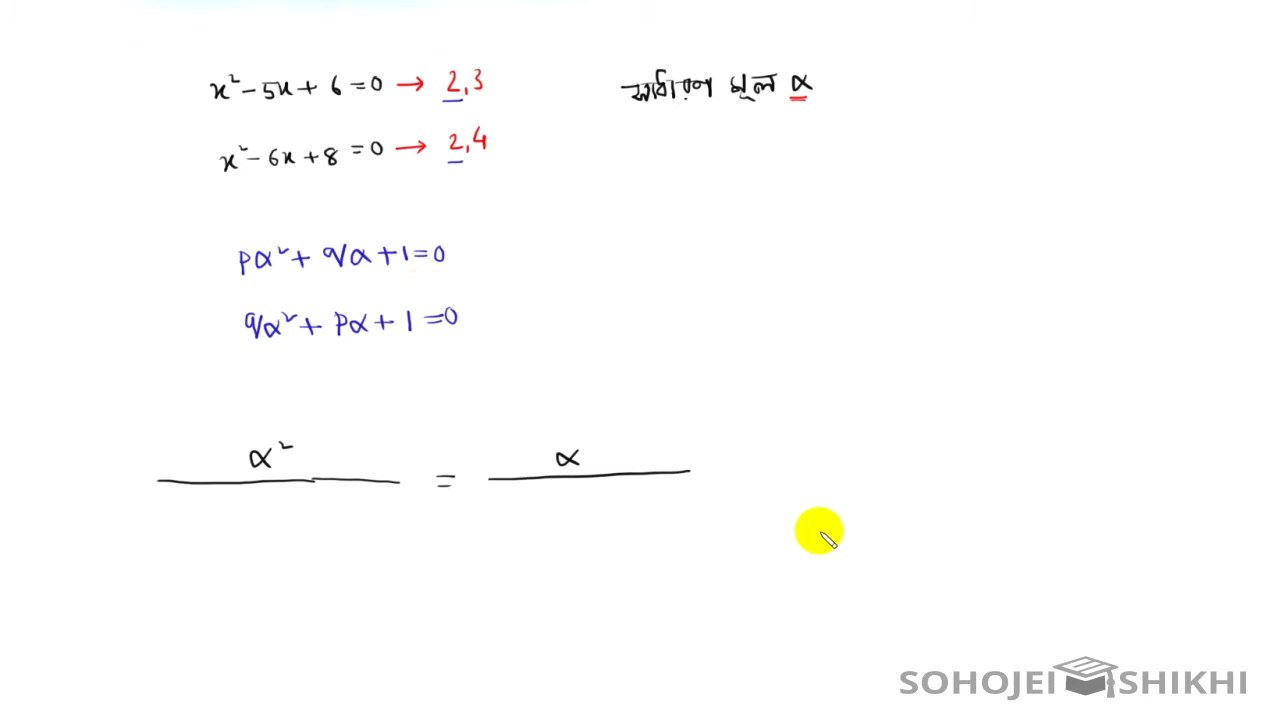 x² - 5x + 6 = 0 → 2,3
সাধারণ মূল α
x² - 6x + 8 = 0 → 2,4
pα² + qα + 1 = 0
qα² + pα + 1 = 0
α² = α
SOHOJEI SHIKHI